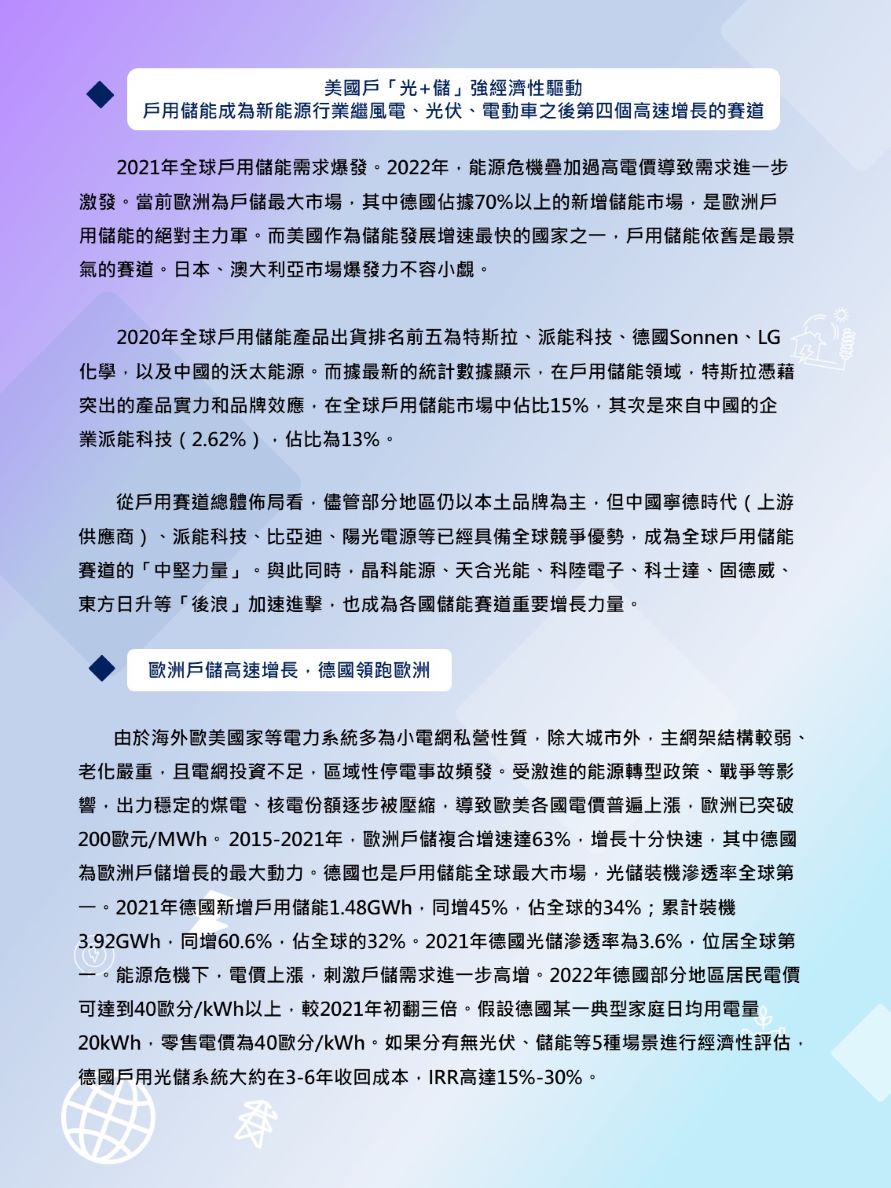 美國戶「光+儲」強經濟性驅動
戶用儲能成為新能源行業繼風電、光伏、電動車之後第四個高速增長的賽道
2021年全球戶用儲能需求爆發。2022年，能源危機疊加過高電價導致需求進一步
激發。當前歐洲為戶儲最大市場，其中德國佔據70%以上的新增儲能市場，是歐洲戶
用儲能的絕對主力軍。而美國作為儲能發展增速最快的國家之一，戶用儲能依舊是最景
氣的賽道。日本、澳大利亞市場爆發力不容小覷。
2020年全球戶用儲能產品出貨排名前五為特斯拉、派能科技、德國Sonnen、LG
化學，以及中國的沃太能源。而據最新的統計數據顯示，在戶用儲能領域，特斯拉憑藉
突出的產品實力和品牌效應，在全球戶用儲能市場中佔比15%，其次是來自中國的企
業派能科技（2.62%），佔比為13%。
從戶用賽道總體佈局看，儘管部分地區仍以本土品牌為主，但中國寧德時代（上游
供應商）、派能科技、比亞迪、陽光電源等已經具備全球競爭優勢，成為全球戶用儲能
賽道的「中堅力量」。與此同時，晶科能源、天合光能、科陸電子、科士達、固德威、
東方日升等「後浪」加速進擊，也成為各國儲能賽道重要增長力量。
歐洲戶儲高速增長，德國領跑歐洲
由於海外歐美國家等電力系統多為小電網私營性質，除大城市外，主網架結構較弱、
老化嚴重，且電網投資不足，區域性停電事故頻發。受激進的能源轉型政策、戰爭等影
響，出力穩定的煤電、核電份額逐步被壓縮，導致歐美各國電價普遍上漲，歐洲已突破
200歐元/MWh。2015-2021年，歐洲戶儲複合增速達63%，增長十分快速，其中德國
為歐洲戶儲增長的最大動力。德國也是戶用儲能全球最大市場，光儲裝機滲透率全球第
一。2021年德國新增戶用儲能1.48GWh，同增45%，佔全球的34%；累計裝機
3.92GWh，同增60.6%，佔全球的32%。2021年德國光儲滲透率為3.6%，位居全球第
一。能源危機下，電價上漲，刺激戶儲需求進一步高增。2022年德國部分地區居民電價
可達到40歐分/kWh以上，較2021年初翻三倍。假設德國某一典型家庭日均用電量
20kWh，零售電價為40歐分/kWh。如果分有無光伏、儲能等5種場景進行經濟性評估，
德國戶用光儲系統大約在3-6年收回成本，IRR高達15%-30%。